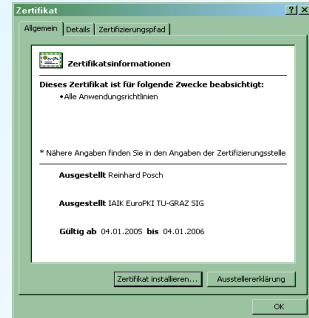 Zertifikat
Allgemein Details Zertifizierungspfad
Zertifikatsinformationen
Dieses Zertifikat ist für folgende Zwecke beabsichtigt:
•Alle Anwendungsrichtlinien
* Nähere Angaben finden Sie in den Angaben der Zertifizierungsstelle
Ausgestellt Reinhard Posch
Ausgestellt IAIK EuroPKI TU-GRAZ SIG
Gültig ab 04.01.2005 bis 04.01.2006
Zertifikat installieren... Ausstellererklärung
OK